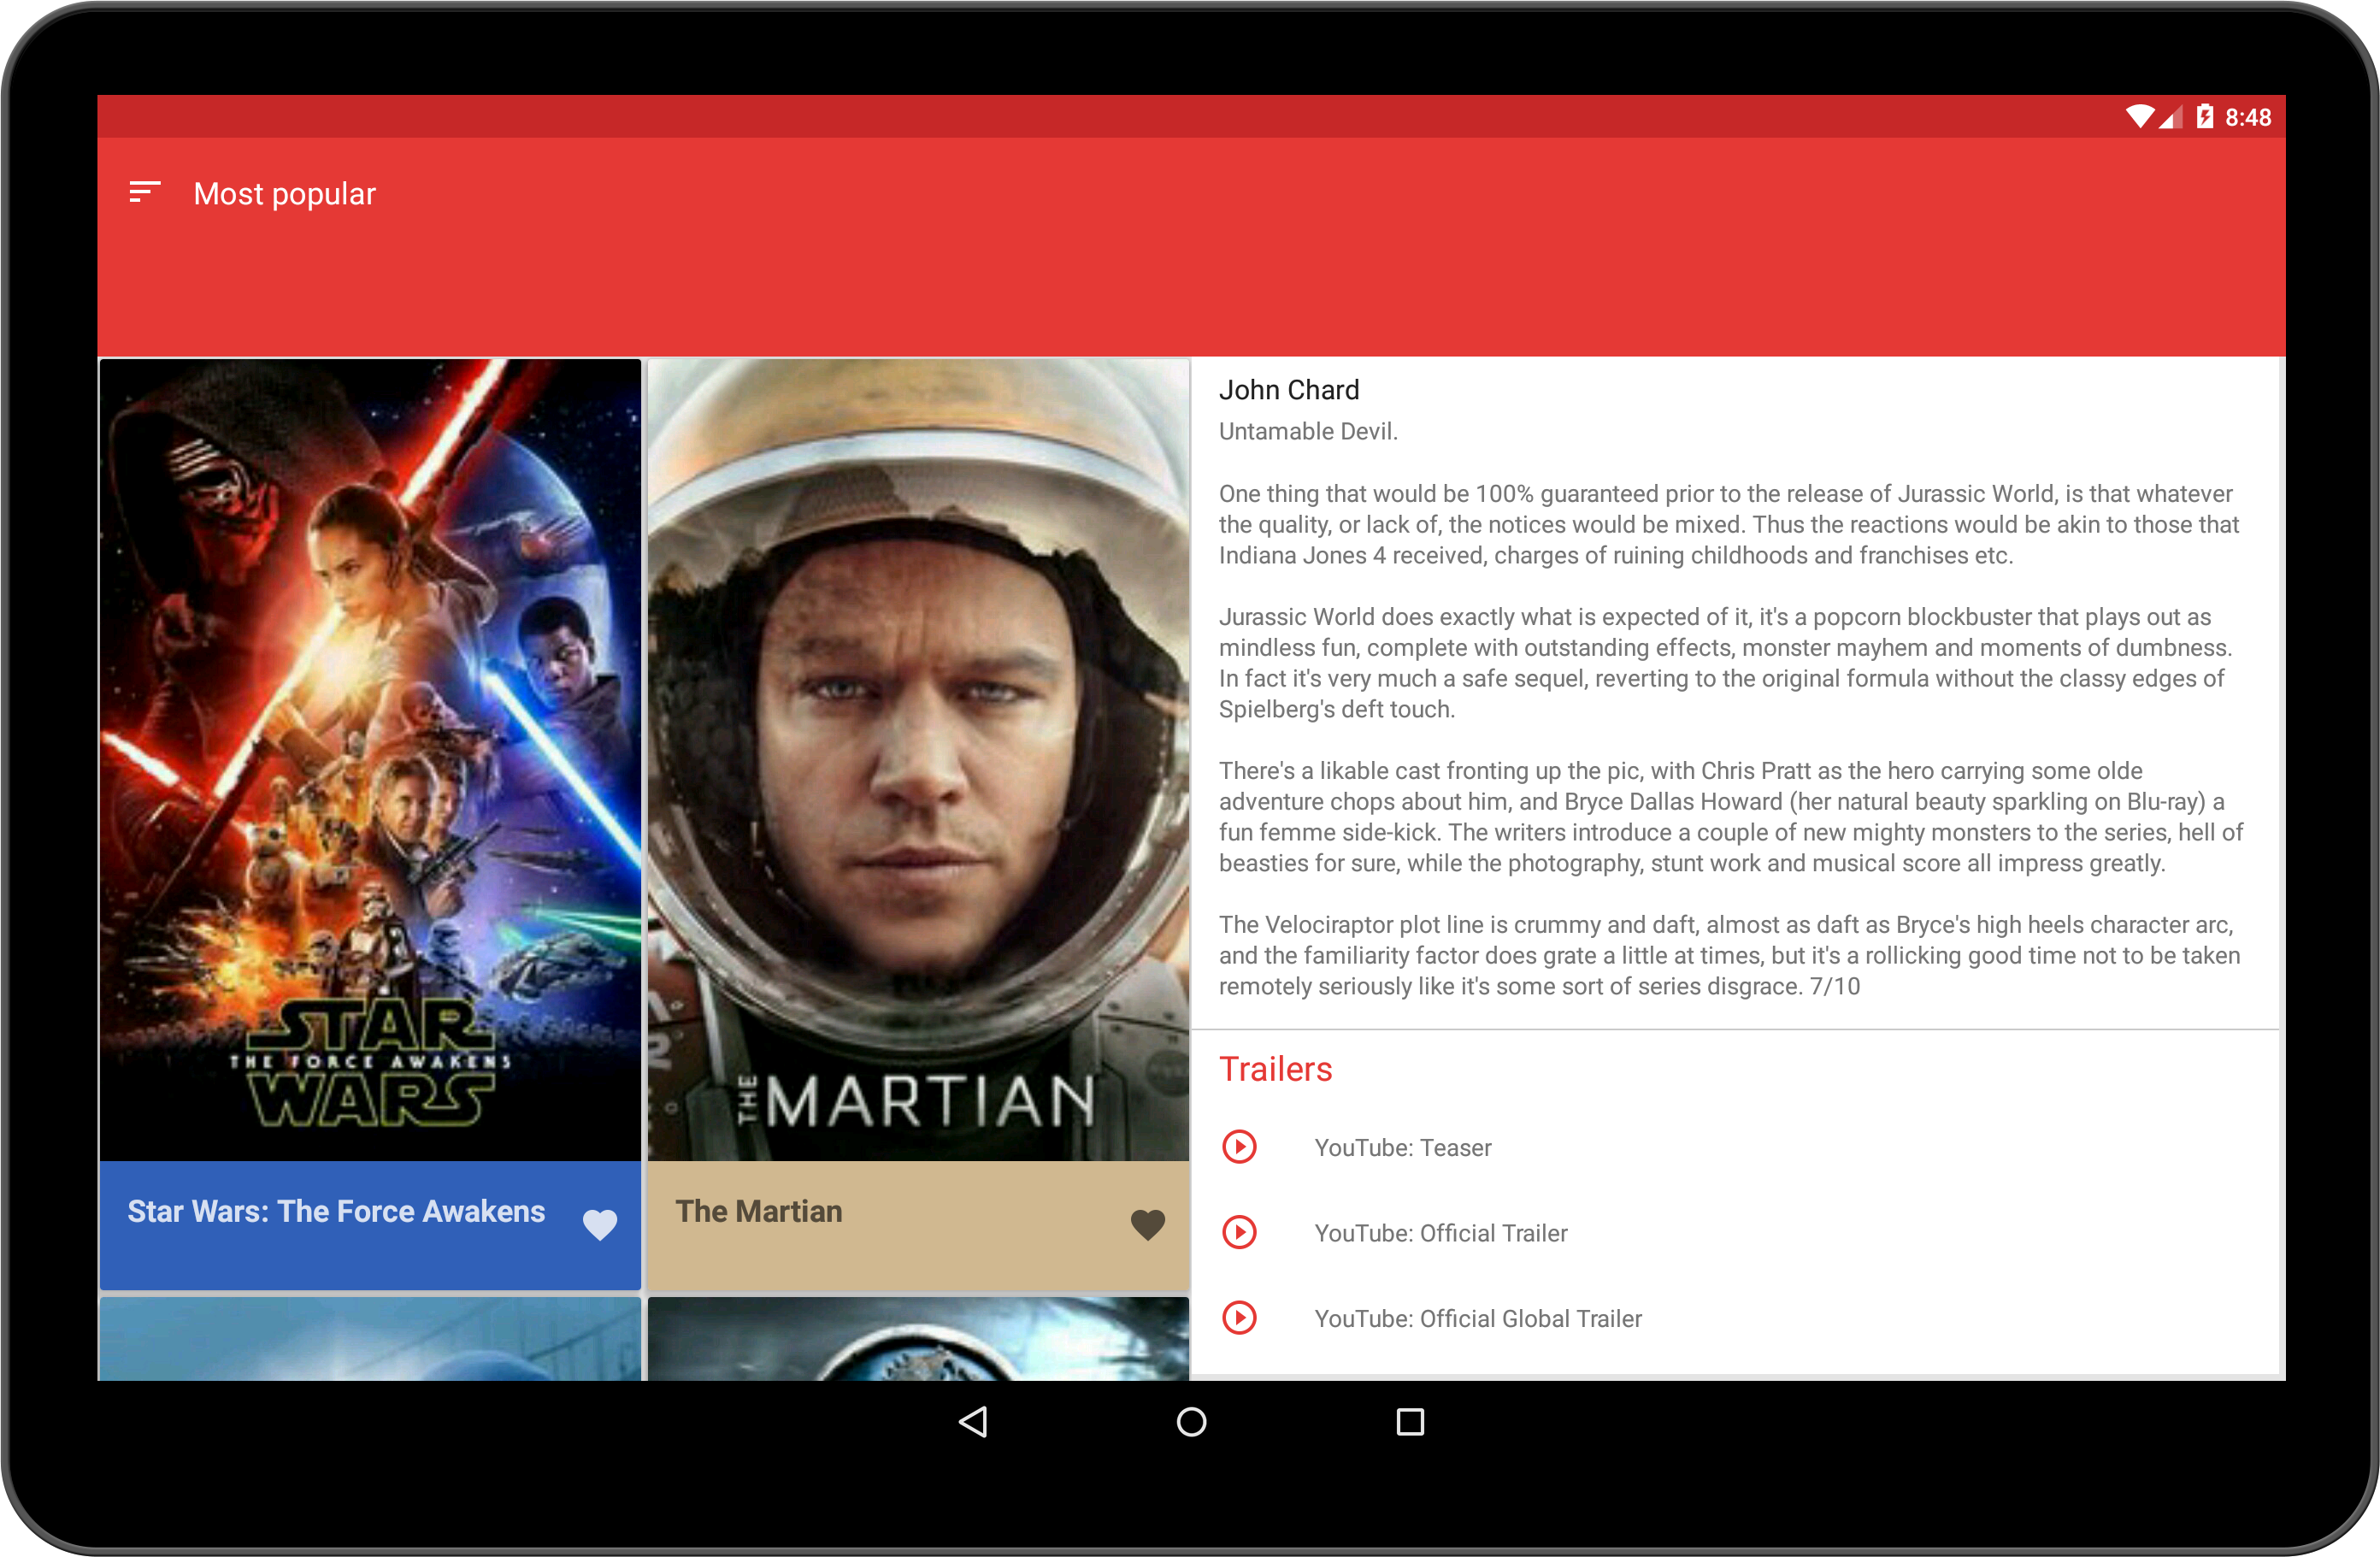 8:48
Most popular
STAR
THE FORCE AWAKENS
WARS
Star Wars: The Force Awakens
THE MARTIAN
The Martian
John Chard
Untamable Devil.
One thing that would be 100% guaranteed prior to the release of Jurassic World, is that whatever
the quality, or lack of, the notices would be mixed. Thus the reactions would be akin to those that
Indiana Jones 4 received, charges of ruining childhoods and franchises etc.
Jurassic World does exactly what is expected of it, it's a popcorn blockbuster that plays out as
mindless fun, complete with outstanding effects, monster mayhem and moments of dumbness.
In fact it's very much a safe sequel, reverting to the original formula without the classy edges of
Spielberg's deft touch.
There's a likable cast fronting up the pic, with Chris Pratt as the hero carrying some olde
adventure chops about him, and Bryce Dallas Howard (her natural beauty sparkling on Blu-ray) a
fun femme side-kick. The writers introduce a couple of new mighty monsters to the series, hell of
beasties for sure, while the photography, stunt work and musical score all impress greatly.
The Velociraptor plot line is crummy and daft, almost as daft as Bryce's high heels character arc,
and the familiarity factor does grate a little at times, but it's a rollicking good time not to be taken
remotely seriously like it's some sort of series disgrace. 7/10
Trailers
YouTube: Teaser
YouTube: Official Trailer
YouTube: Official Global Trailer